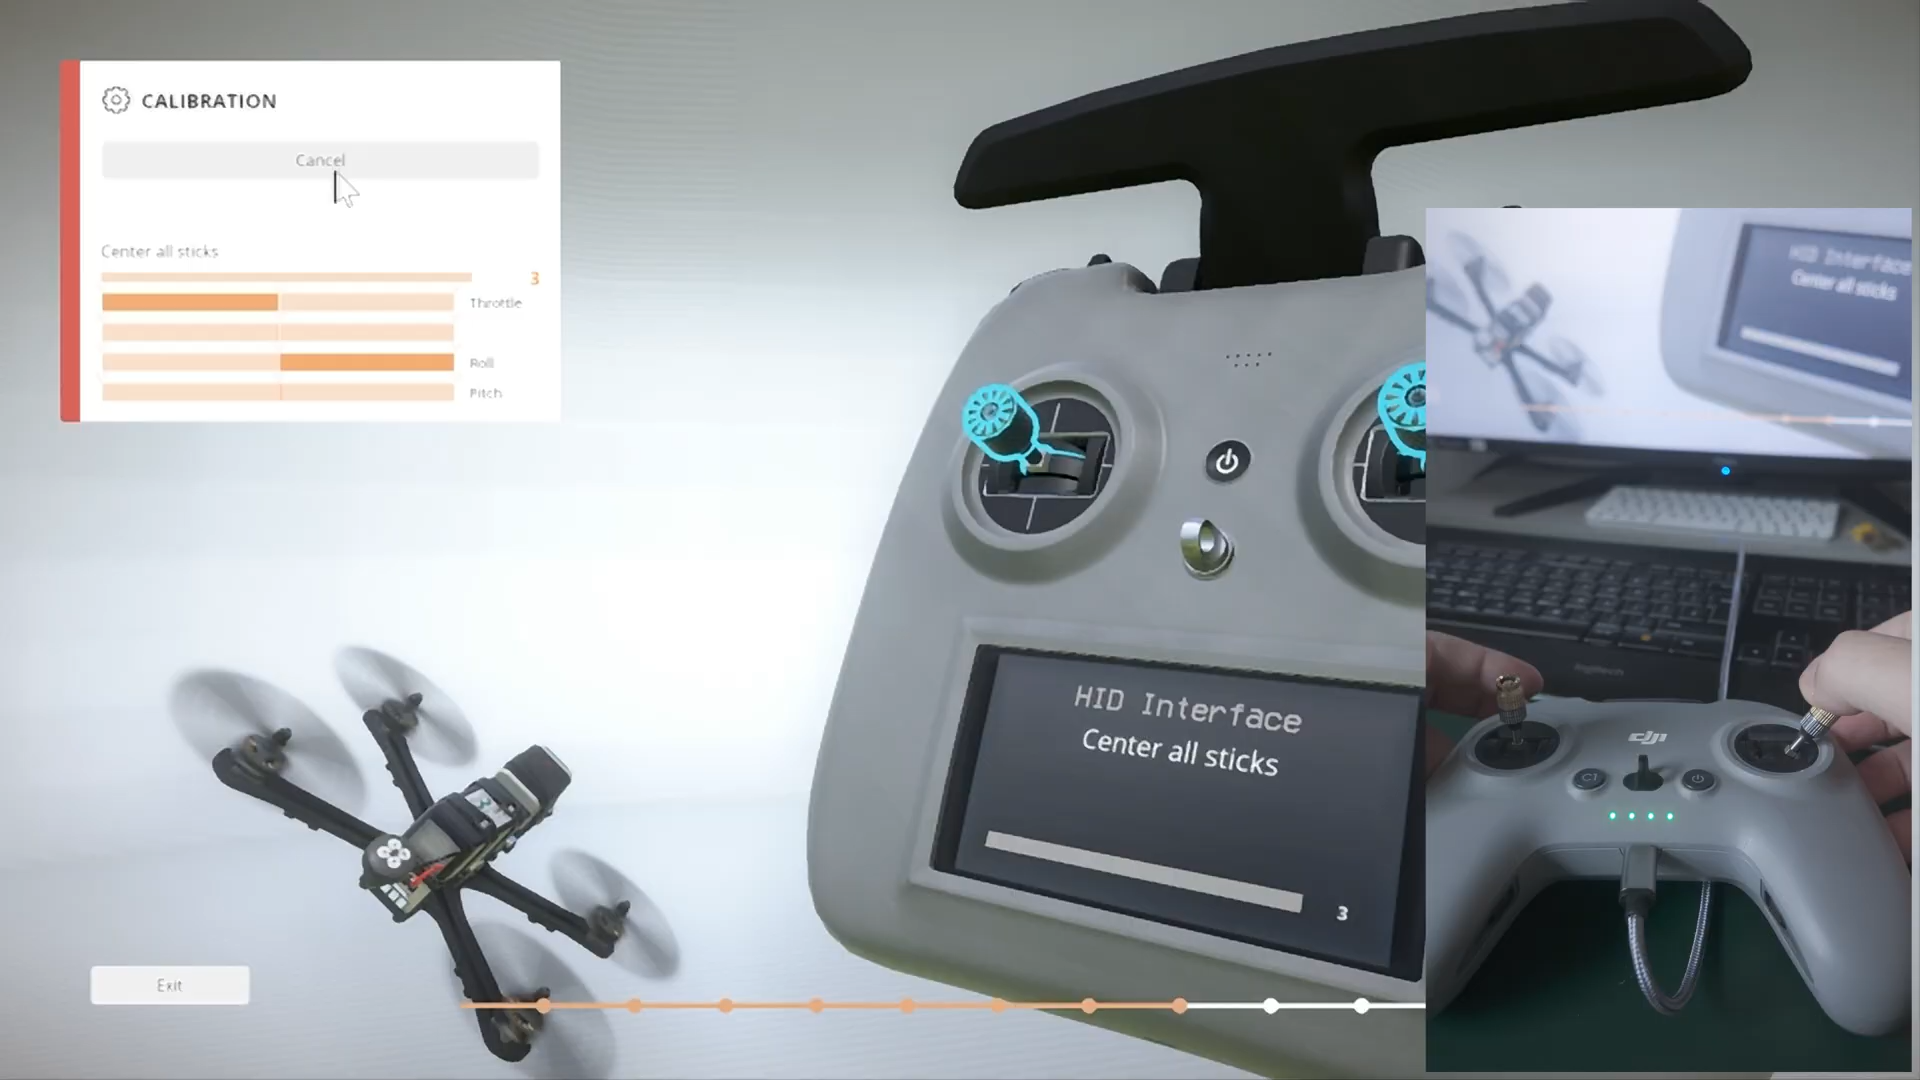 CALIBRATION
Cancel
Center all sticks
3
Throttle
Roll
Pitch
HID Interface
Center all sticks
3
Exit
HID Interface
Center all sticks
dji
C1